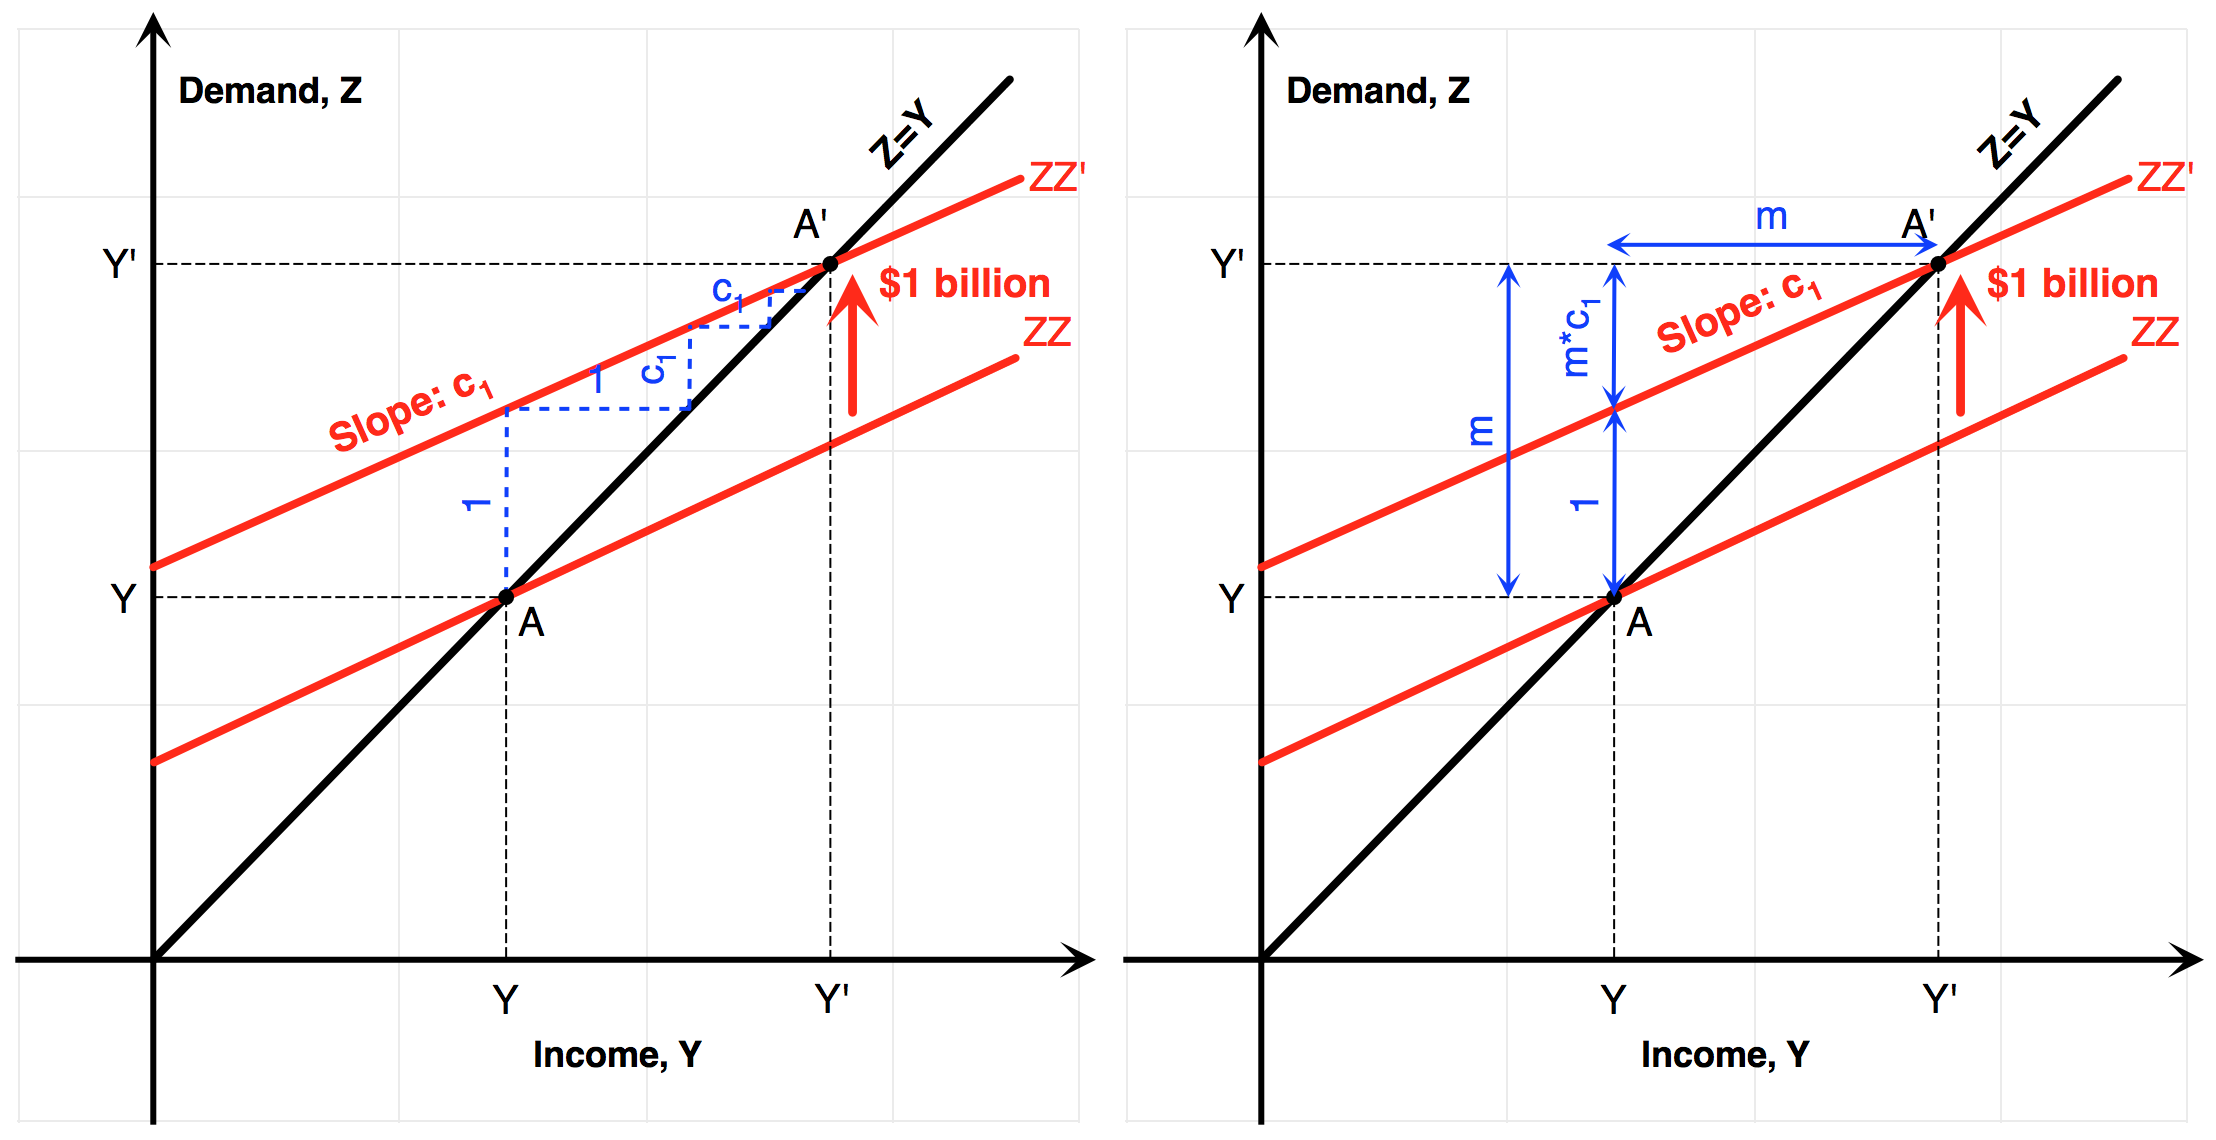 Demand, Z
Z=Y
ZZ'
A'
Y'
$1 billion
c₁
ZZ
c₁
1
Slope: c₁
1
Y
A
Y
Y'
Income, Y
Demand, Z
Z=Y
ZZ'
m
A'
Y'
$1 billion
Slope: c₁
ZZ
m*c₁
m
1
Y
A
Y
Y'
Income, Y